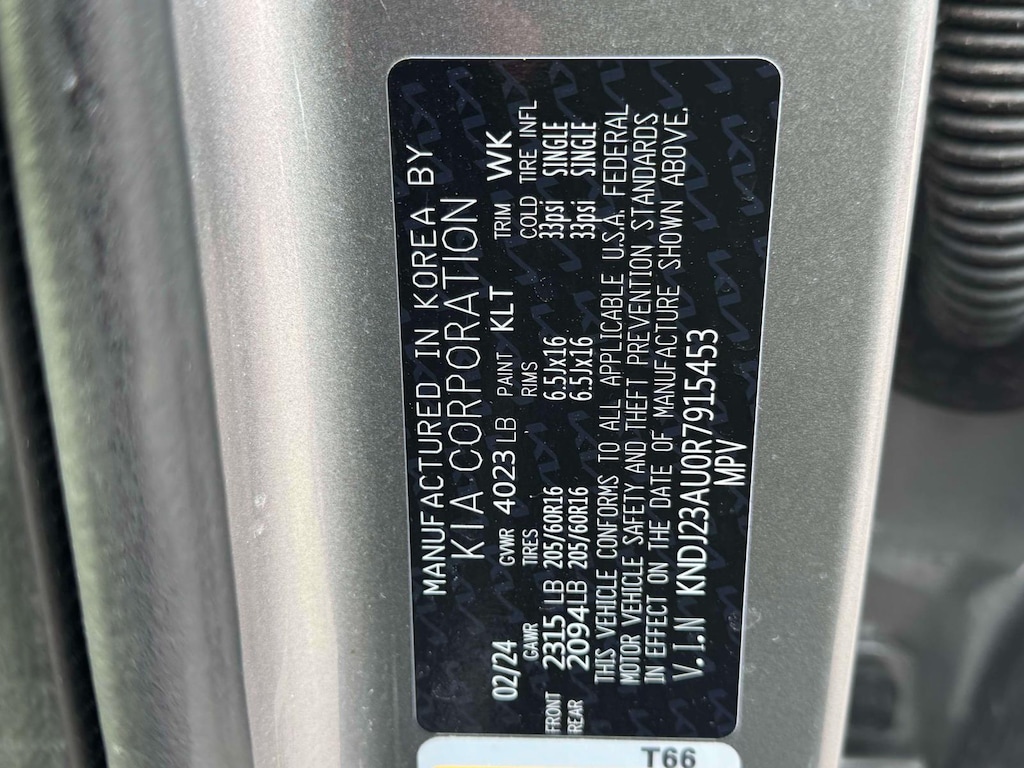 MANUFACTURED IN KOREA BY
KIA CORPORATION
02/24 GVWR 4023 LB PAINT KLT TRIM WK
GAWR TIRES RIMS COLD TIRE INFL
FRONT 2315 LB 205/60R16 6.5Jx16 33psi SINGLE
REAR 2094 LB 205/60R16 6.5Jx16 33psi SINGLE
THIS VEHICLE CONFORMS TO ALL APPLICABLE U.S.A. FEDERAL
MOTOR VEHICLE SAFETY AND THEFT PREVENTION STANDARDS
IN EFFECT ON THE DATE OF MANUFACTURE SHOWN ABOVE.
V.I.N KNDJ23AU0R7915453
MPV
T66